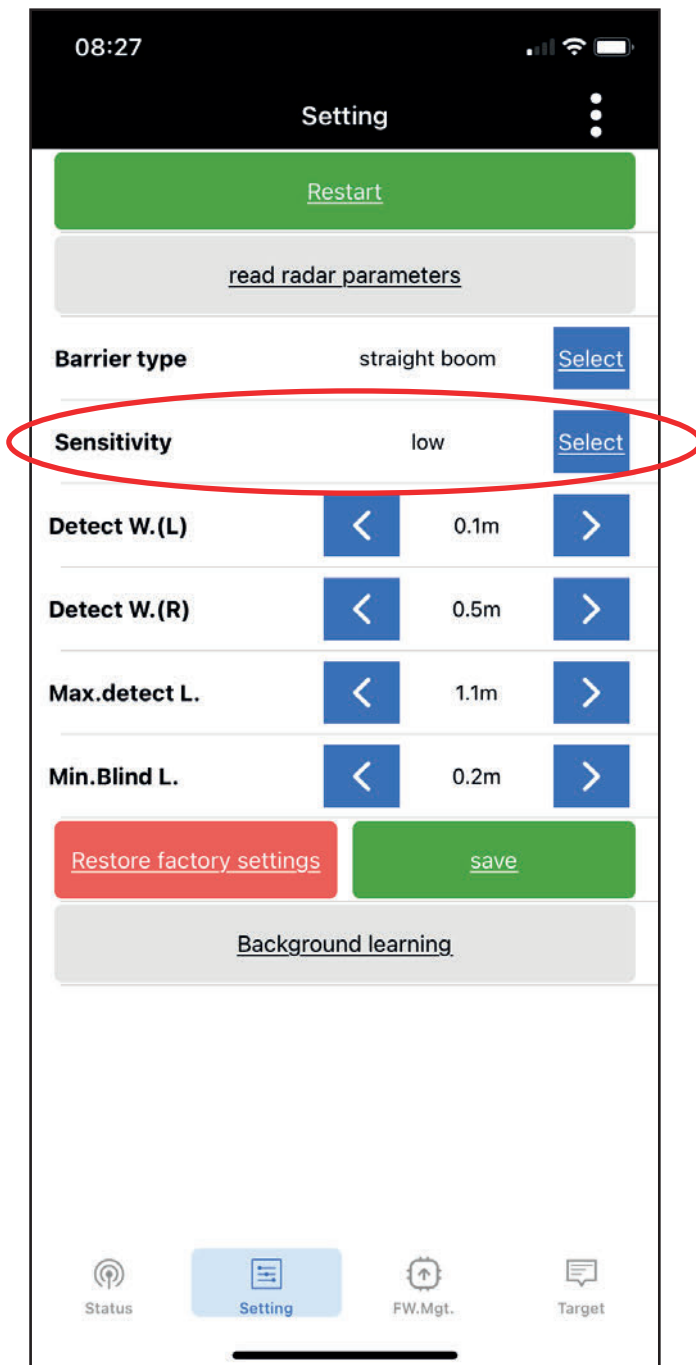 08:27
Setting
Restart
read radar parameters
Barrier type straight boom Select
Sensitivity low Select
Detect W.(L) 0.1m
Detect W.(R) 0.5m
Max.detect L. 1.1m
Min.Blind L. 0.2m
Restore factory settings save
Background learning
Status Setting FW.Mgt. Target